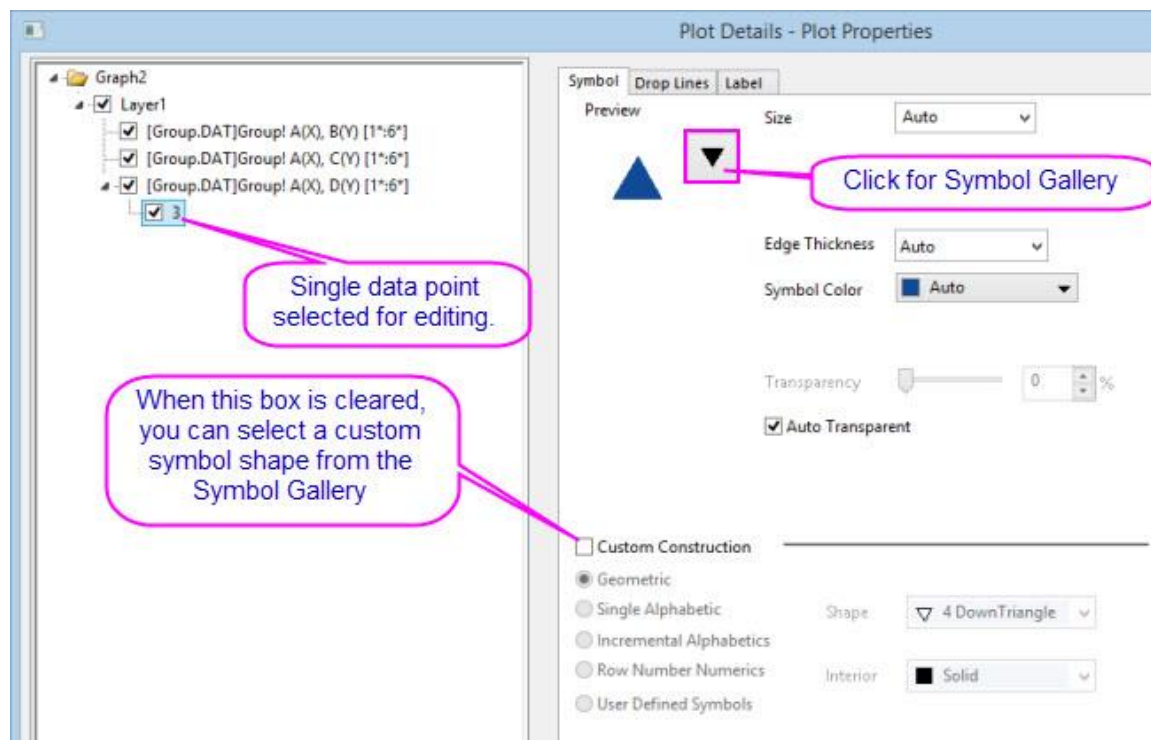 Plot Details - Plot Properties
Graph2
Layer1
[Group.DAT]Group! A(X), B(Y) [1*:6*]
[Group.DAT]Group! A(X), C(Y) [1*:6*]
[Group.DAT]Group! A(X), D(Y) [1*:6*]
3
Single data point
selected for editing.
When this box is cleared,
you can select a custom
symbol shape from the
Symbol Gallery
Symbol Drop Lines Label
Preview
Size Auto
Click for Symbol Gallery
Edge Thickness Auto
Symbol Color Auto
Transparency 0 %
Auto Transparent
Custom Construction
Geometric
Single Alphabetic
Shape 4 DownTriangle
Incremental Alphabetics
Row Number Numerics
Interior Solid
User Defined Symbols